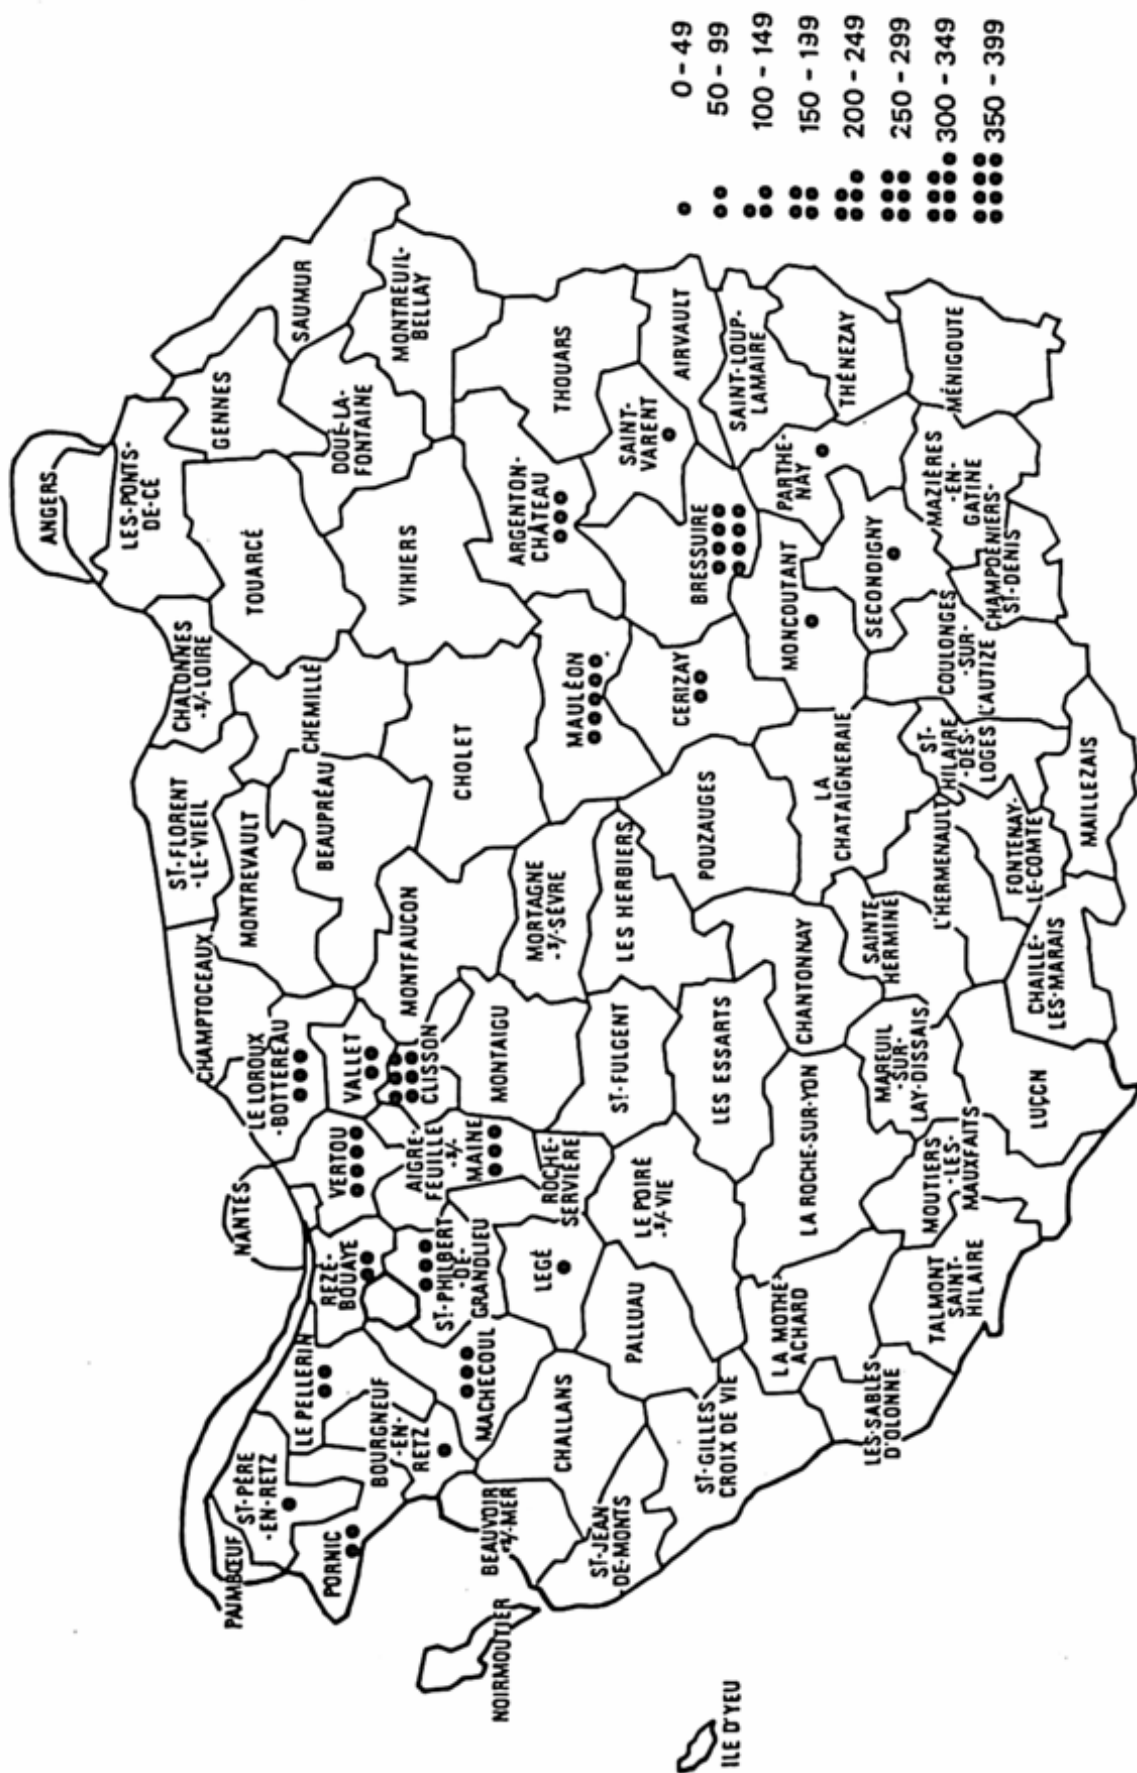 ANGERS
LES-PONTS-
DE-CÉ
GENNES
SAUMUR
CHALONNES
-S/-LOIRE
TOUARCÉ
DOUÉ-LA-
FONTAINE
MONTREUIL-
BELLAY
ST-FLORENT
-LE-VIEIL
CHEMILLÉ
VIHIERS
CHAMPTOCEAUX
MONTREVAULT
BEAUPRÉAU
CHOLET
ARGENTON-
CHÂTEAU
THOUARS
NANTES
LE LOROUX
-BOTTEREAU
VALLET
MONTFAUCON
MAULÉON
SAINT-
VARENT
AIRVAULT
PAIMBŒUF
ST-PÈRE
-EN-RETZ
LE PELLERIN
REZÉ-
BOUAYE
VERTOU
CLISSON
MORTAGNE
-S/-SÈVRE
CERIZAY
BRESSUIRE
SAINT-LOUP-
LAMAIRE
PORNIC
BOURGNEUF
-EN-
RETZ
ST-PHILBERT
-DE-
GRANDLIEU
AIGRE-
FEUILLE
-S/-
MAINE
MONTAIGU
LES HERBIERS
POUZAUGES
MONCOUTANT
PARTHE-
NAY
THÉNEZAY
MACHECOUL
LEGÉ
ROCHE-
SERVIÈRE
ST-FULGENT
SECONDIGNY
NOIRMOUTIER
BEAUVOIR
S/-MER
CHALLANS
PALLUAU
LE POIRÉ
-S/-VIE
LES ESSARTS
CHANTONNAY
LA
CHATAIGNERAIE
MAZIÈRES
-EN-
GATINE
MÉNIGOUTE
ST-JEAN
DE-MONTS
ST-GILLES
CROIX DE VIE
LA ROCHE-SUR-YON
SAINTE
HERMINE
ST-
HILAIRE
-DES-
LOGES
COULONGES
-SUR-
L'AUTIZE
CHAMPDENIERS-
ST-DENIS
LA MOTHE-
ACHARD
MAREUIL
-SUR-
LAY-DISSAIS
L'HERMENAULT
ILE D'YEU
LES-SABLES
D'OLONNE
TALMONT
SAINT-
HILAIRE
MOUTIERS
-LES-
MAUXFAITS
LUÇON
CHAILLE-
LES-MARAIS
FONTENAY-
LE-COMTE
MAILLEZAIS
0 - 49
50 - 99
100 - 149
150 - 199
200 - 249
250 - 299
300 - 349
350 - 399